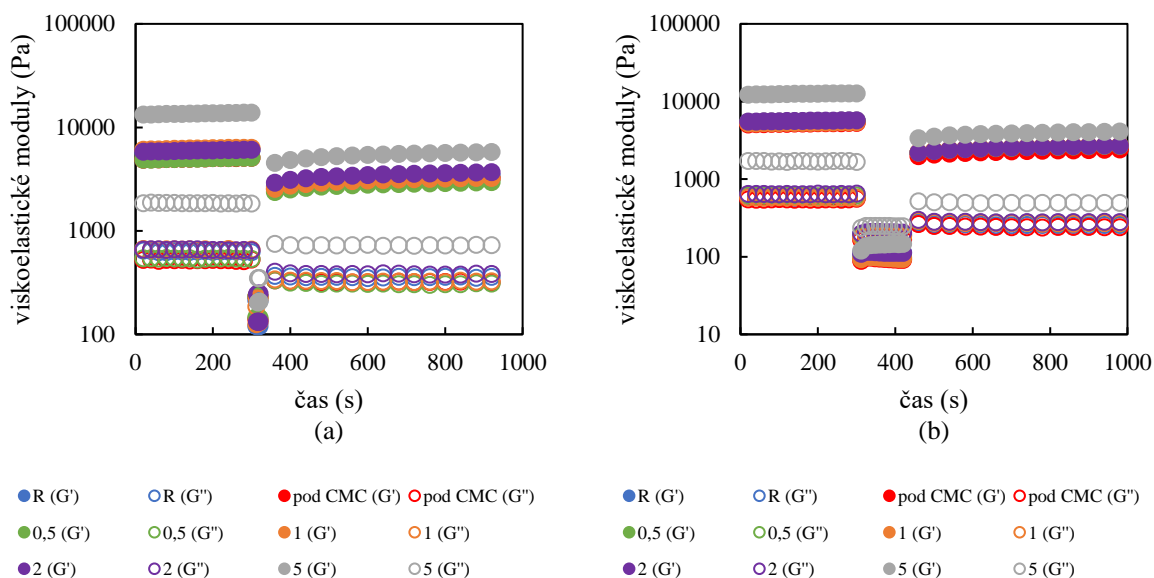 viskoelastické moduly (Pa)
100000
10000
1000
100
0 200 400 600 800 1000
čas (s)
(a)
viskoelastické moduly (Pa)
100000
10000
1000
100
10
0 200 400 600 800 1000
čas (s)
(b)
R (G') R (G'') pod CMC (G') pod CMC (G'')
0,5 (G') 0,5 (G'') 1 (G') 1 (G'')
2 (G') 2 (G'') 5 (G') 5 (G'')
R (G') R (G'') pod CMC (G') pod CMC (G'')
0,5 (G') 0,5 (G'') 1 (G') 1 (G'')
2 (G') 2 (G'') 5 (G') 5 (G'')